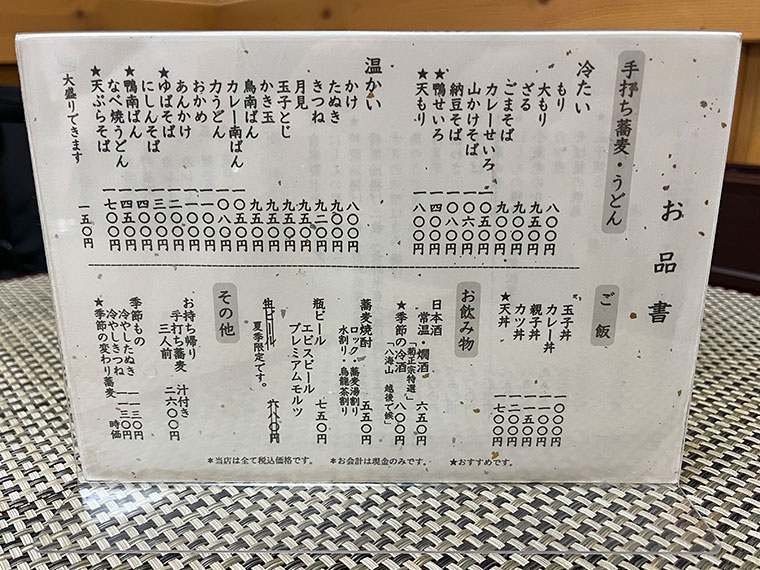 お品書
手打ち蕎麦・うどん
冷たい
もり 八〇〇円
大もり 九五〇円
ざる 九〇〇円
ごまそば 九〇〇円
カレーせいろ 一〇五〇円
山かけそば 一〇六〇円
納豆そば 一〇八〇円
★鴨せいろ 一四〇〇円
★天もり 一八〇〇円
温かい
かけ 八〇〇円
たぬき 九〇〇円
きつね 九二〇円
月見 九五〇円
玉子とじ 九五〇円
かき玉 九五〇円
鳥南ばん 九五〇円
カレー南ばん 一〇五〇円
力うどん 一〇八〇円
おかめ 一一〇〇円
あんかけ 一一〇〇円
★ゆばそば 一二〇〇円
にしんそば 一三〇〇円
★鴨南ばん 一四〇〇円
なべ焼うどん 一四五〇円
★天ぷらそば 一七〇〇円
大盛りできます 一五〇円
ご飯
玉子丼 一〇〇〇円
カレー丼 一一〇〇円
親子丼 一一五〇円
カツ丼 一二〇〇円
★天丼 一七〇〇円
お飲み物
日本酒
常温・燗酒 六五〇円
「菊正宗特選」
★季節の冷酒 八〇〇円
「八海山 越後で候」
蕎麦焼酎 五五〇円
ロック・蕎麦湯割り
水割り・烏龍茶割り
瓶ビール 七五〇円
エビスビール
プレミアムモルツ
生ビール 六八〇円
夏季限定です。
その他
お持ち帰り
手打ち蕎麦 汁付き
三人前 二六〇〇円
季節もの
冷やしたぬき 一一三〇円
冷やしきつね 一一三〇円
★季節の変わり蕎麦 時価
★おすすめです。
＊お会計は現金のみです。
＊当店は全て税込価格です。